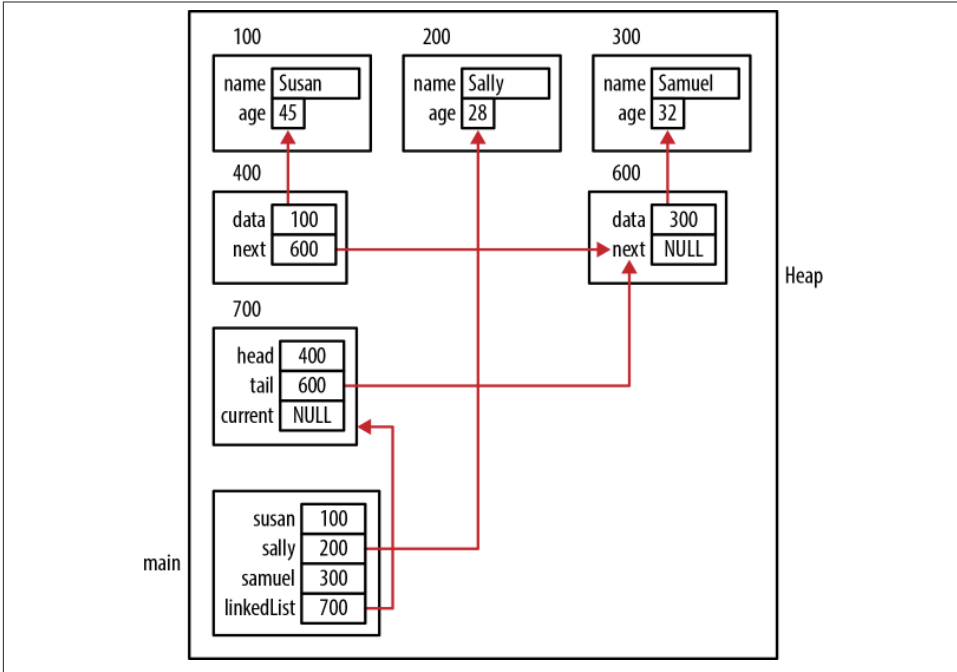 100 200 300
name Susan name Sally name Samuel
age 45 age 28 age 32
400 600
data 100 data 300
next 600 next NULL
Heap
700
head 400
tail 600
current NULL
susan 100
sally 200
main
samuel 300
linkedList 700